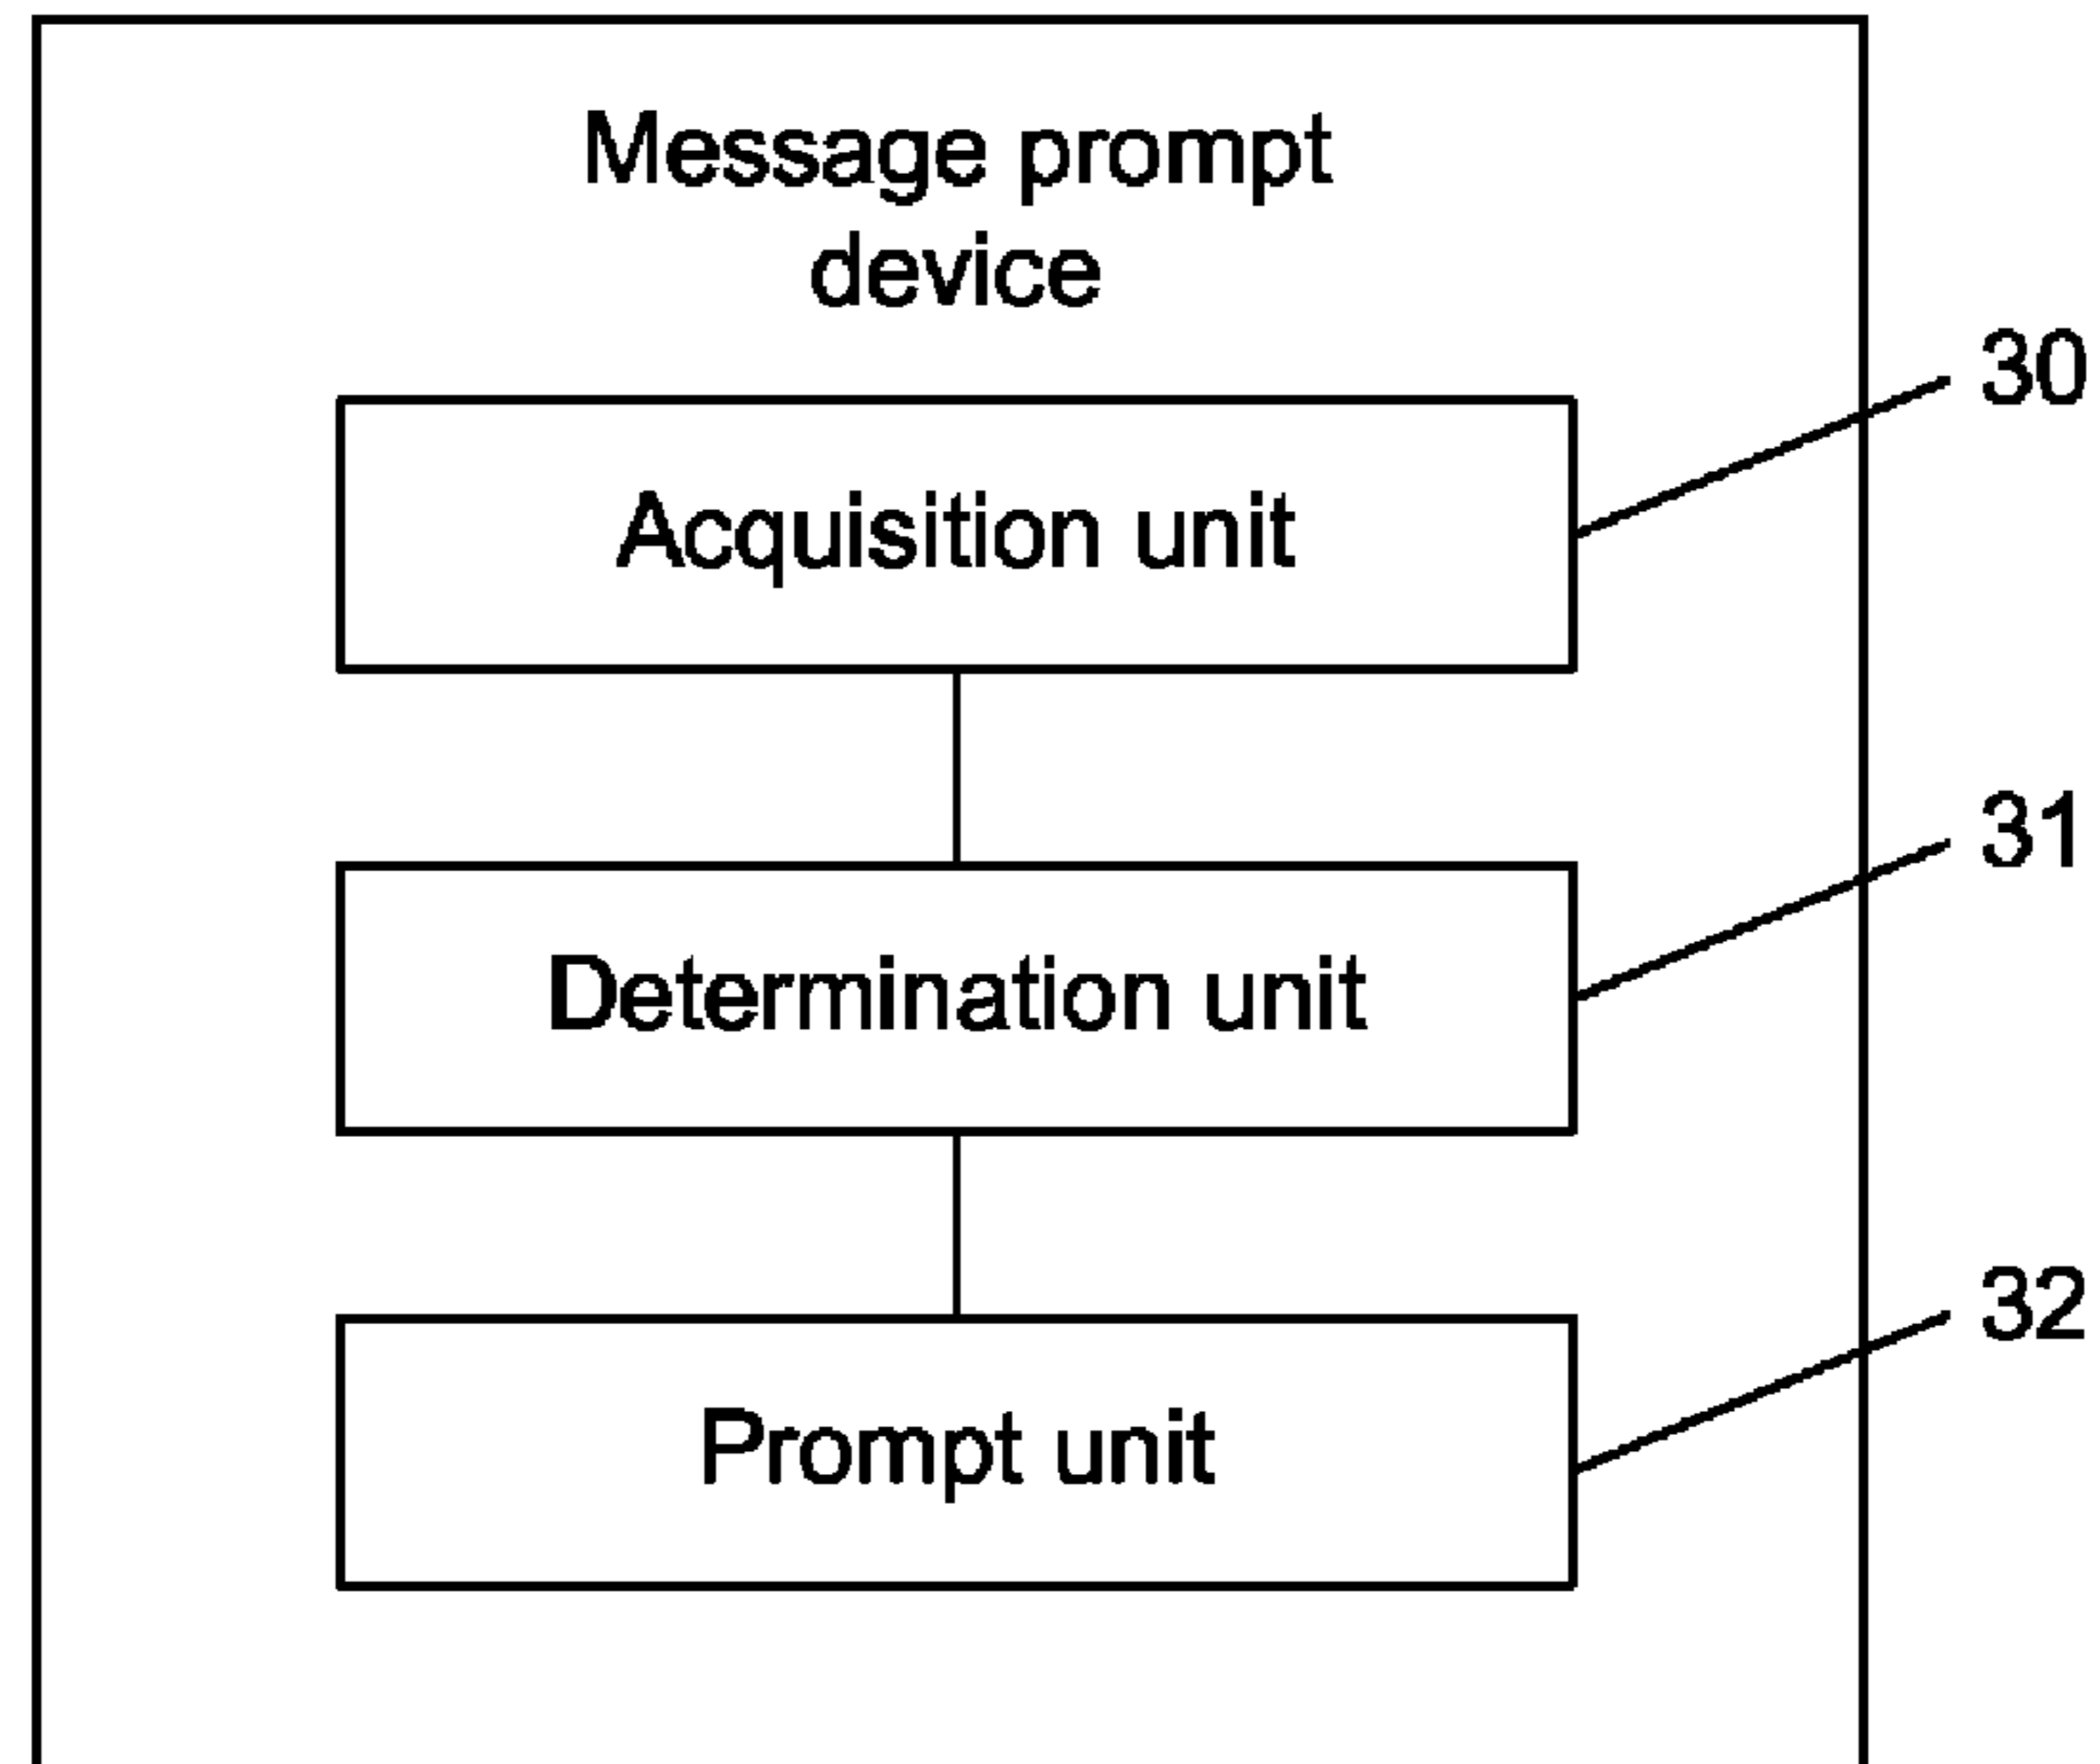 Message prompt
device
30
Acquisition unit
31
Determination unit
32
Prompt unit